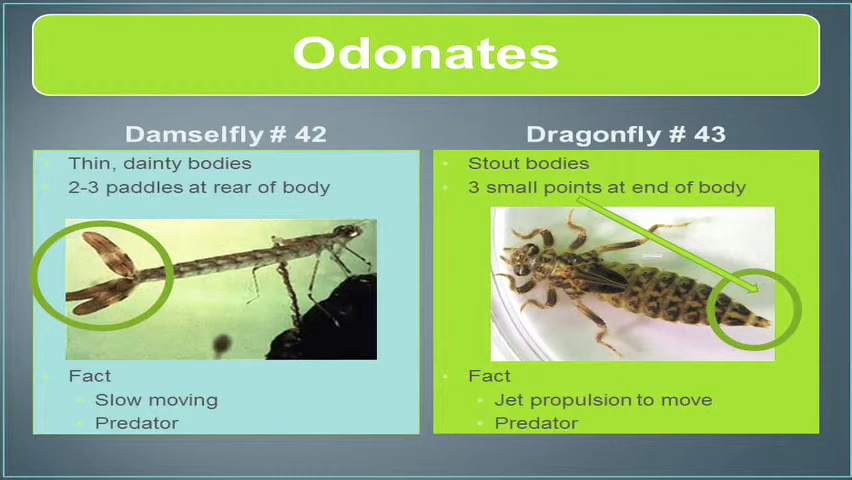 Odonates
Damselfly # 42
Thin, dainty bodies
2-3 paddles at rear of body
Fact
Slow moving
Predator
Dragonfly # 43
Stout bodies
3 small points at end of body
Fact
Jet propulsion to move
Predator